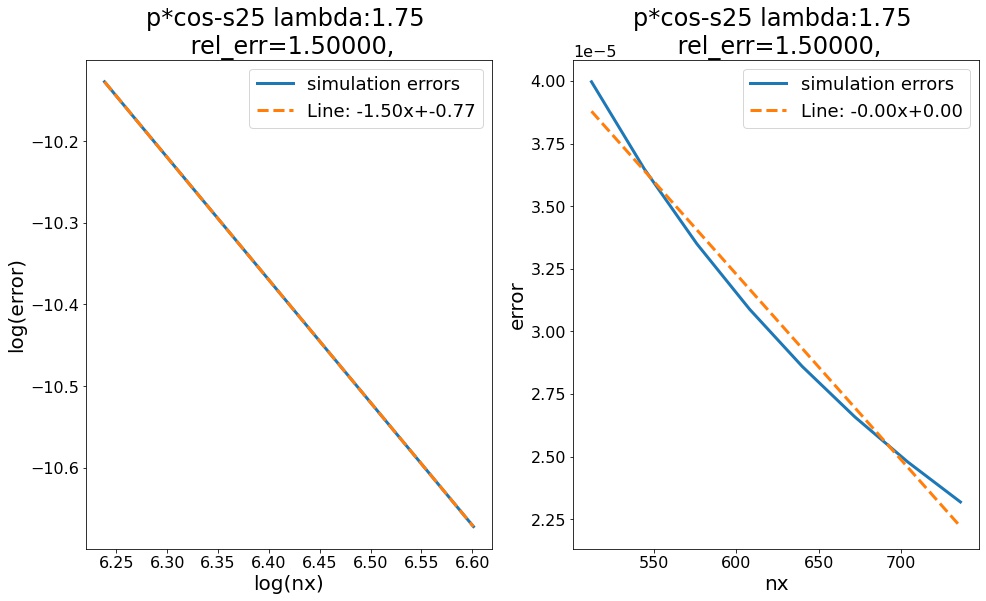 p*cos-s25 lambda:1.75
rel_err=1.50000,
simulation errors
Line: -1.50x+-0.77
−10.2
−10.3
−10.4
−10.5
−10.6
log(error)
6.25 6.30 6.35 6.40 6.45 6.50 6.55 6.60
log(nx)
p*cos-s25 lambda:1.75
rel_err=1.50000,
1e−5
simulation errors
Line: -0.00x+0.00
4.00
3.75
3.50
3.25
3.00
2.75
2.50
2.25
error
550 600 650 700
nx